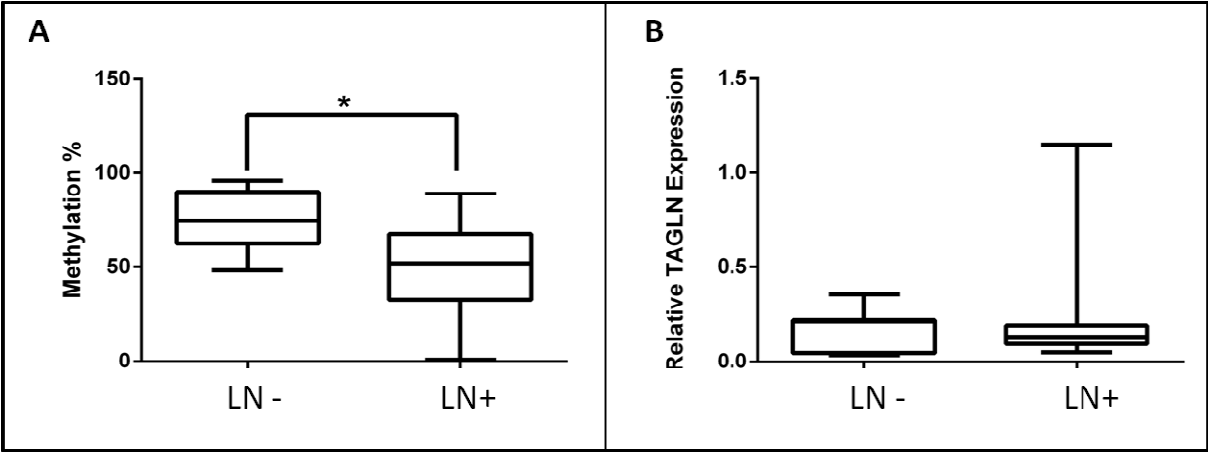 A
Methylation %
150
100
50
0
*
LN -
LN+
B
Relative TAGLN Expression
1.5
1.0
0.5
0.0
LN -
LN+